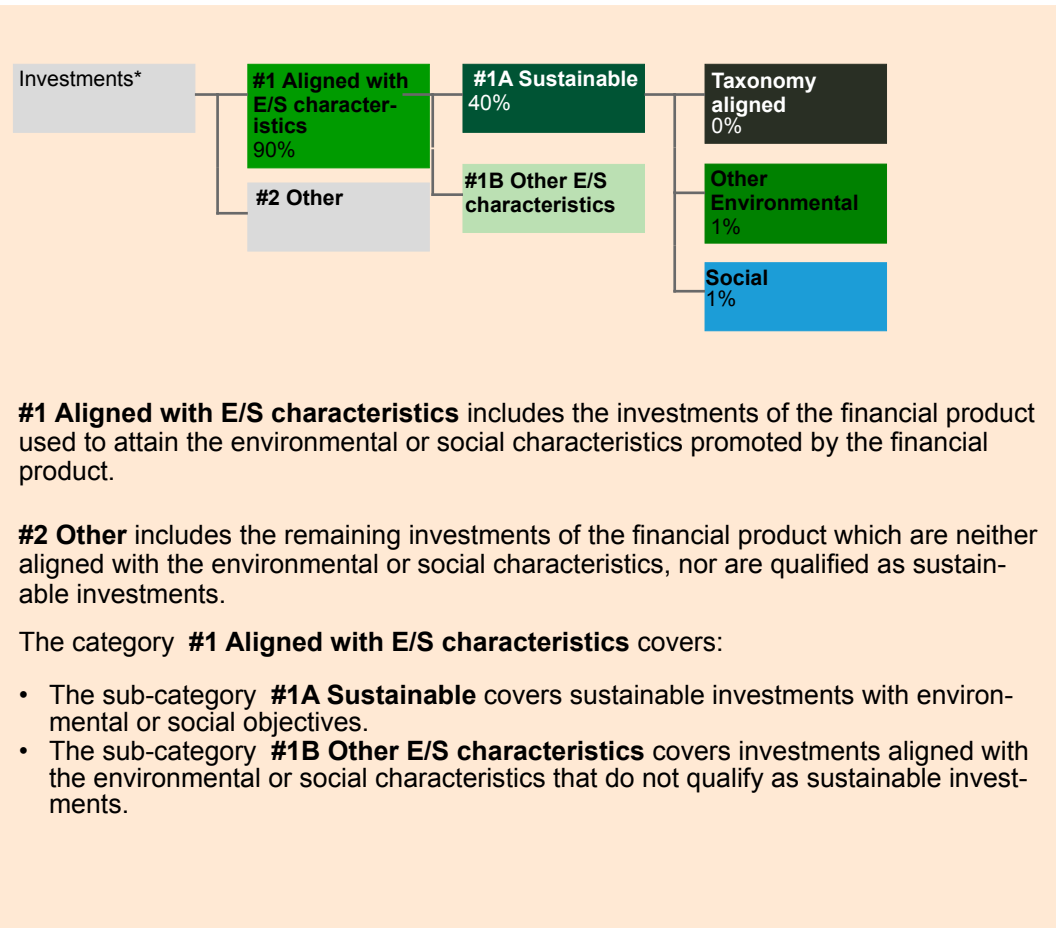 Investments*
#1 Aligned with
E/S character-
istics
90%
#2 Other
#1A Sustainable
40%
#1B Other E/S
characteristics
Taxonomy
aligned
0%
Other
Environmental
1%
Social
1%
#1 Aligned with E/S characteristics includes the investments of the financial product
used to attain the environmental or social characteristics promoted by the financial
product.
#2 Other includes the remaining investments of the financial product which are neither
aligned with the environmental or social characteristics, nor are qualified as sustain-
able investments.
The category #1 Aligned with E/S characteristics covers:
• The sub-category #1A Sustainable covers sustainable investments with environ-
mental or social objectives.
• The sub-category #1B Other E/S characteristics covers investments aligned with
the environmental or social characteristics that do not qualify as sustainable invest-
ments.